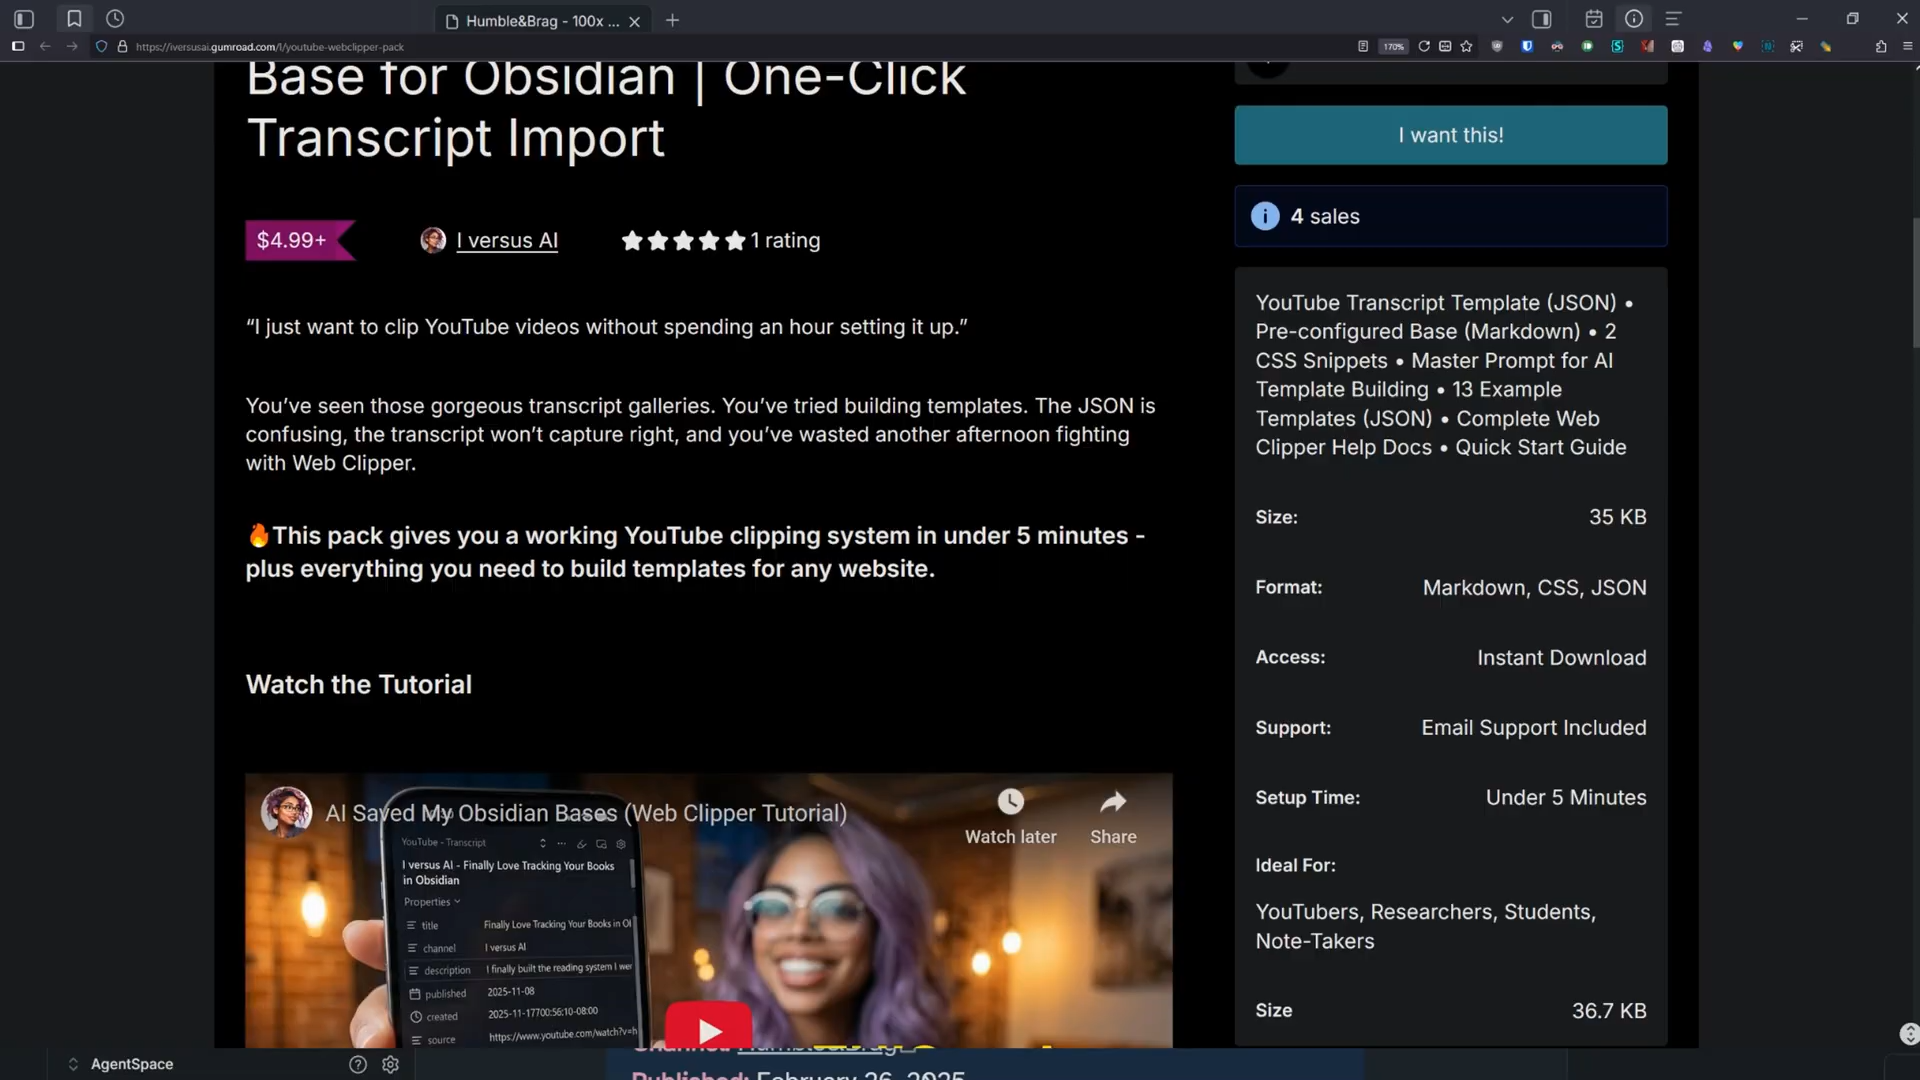 Humble&Brag - 100x ...
https://iversusai.gumroad.com/l/youtube-webclipper-pack
170%
Base for Obsidian | One-Click
Transcript Import
$4.99+
I versus AI
1 rating
“I just want to clip YouTube videos without spending an hour setting it up.”
You’ve seen those gorgeous transcript galleries. You’ve tried building templates. The JSON is
confusing, the transcript won’t capture right, and you’ve wasted another afternoon fighting
with Web Clipper.
🔥This pack gives you a working YouTube clipping system in under 5 minutes -
plus everything you need to build templates for any website.
Watch the Tutorial
AI Saved My Obsidian Bases (Web Clipper Tutorial)
Watch later
Share
YouTube - Transcript
I versus AI - Finally Love Tracking Your Books
in Obsidian
Properties
title Finally Love Tracking Your Books in Ol
channel I versus AI
description I finally built the reading system I wer
published 2025-11-08
created 2025-11-17T00:56:10-08:00
source https://www.youtube.com/watch?v=h
I want this!
4 sales
YouTube Transcript Template (JSON) •
Pre-configured Base (Markdown) • 2
CSS Snippets • Master Prompt for AI
Template Building • 13 Example
Templates (JSON) • Complete Web
Clipper Help Docs • Quick Start Guide
Size: 35 KB
Format: Markdown, CSS, JSON
Access: Instant Download
Support: Email Support Included
Setup Time: Under 5 Minutes
Ideal For:
YouTubers, Researchers, Students,
Note-Takers
Size 36.7 KB
AgentSpace
Channel: Humble&Brag
Published: February 26, 2025